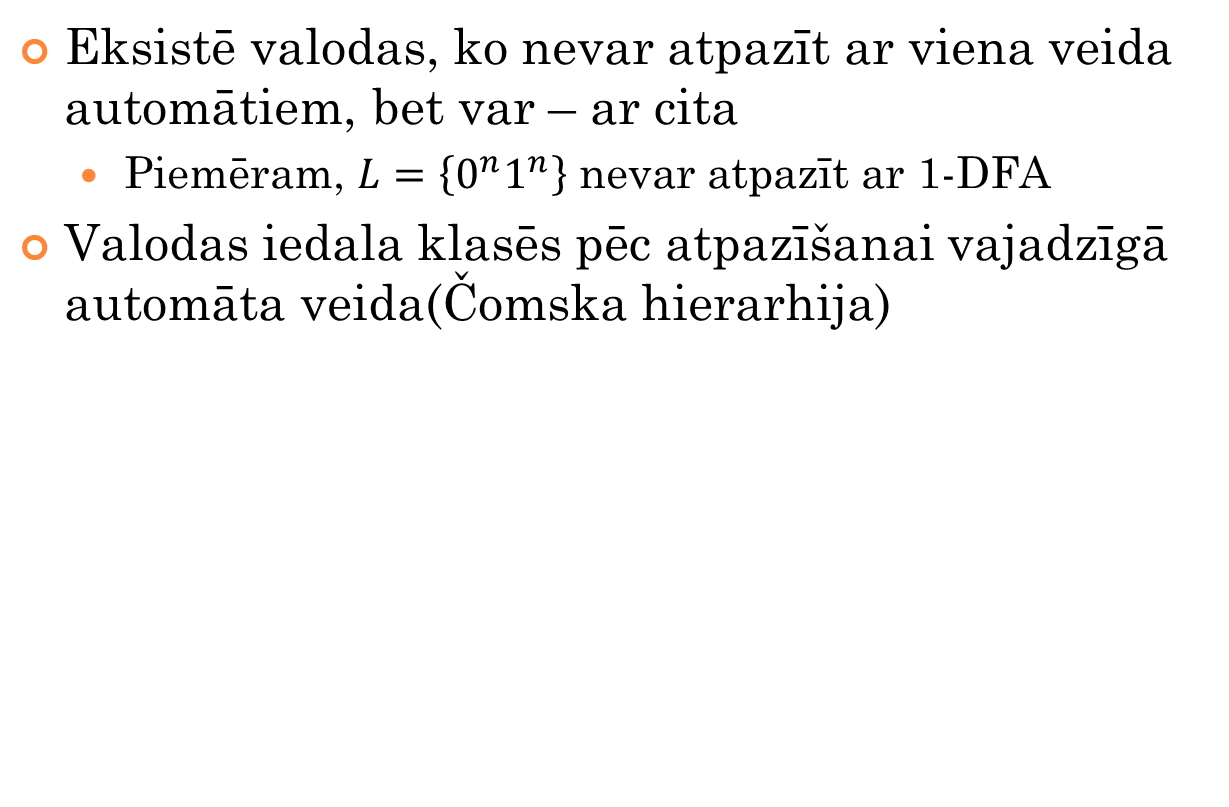 Eksistē valodas, ko nevar atpazīt ar viena veida
automātiem, bet var – ar cita
Piemēram, L = {0ⁿ1ⁿ} nevar atpazīt ar 1-DFA
Valodas iedala klasēs pēc atpazīšanai vajadzīgā
automāta veida(Čomska hierarhija)